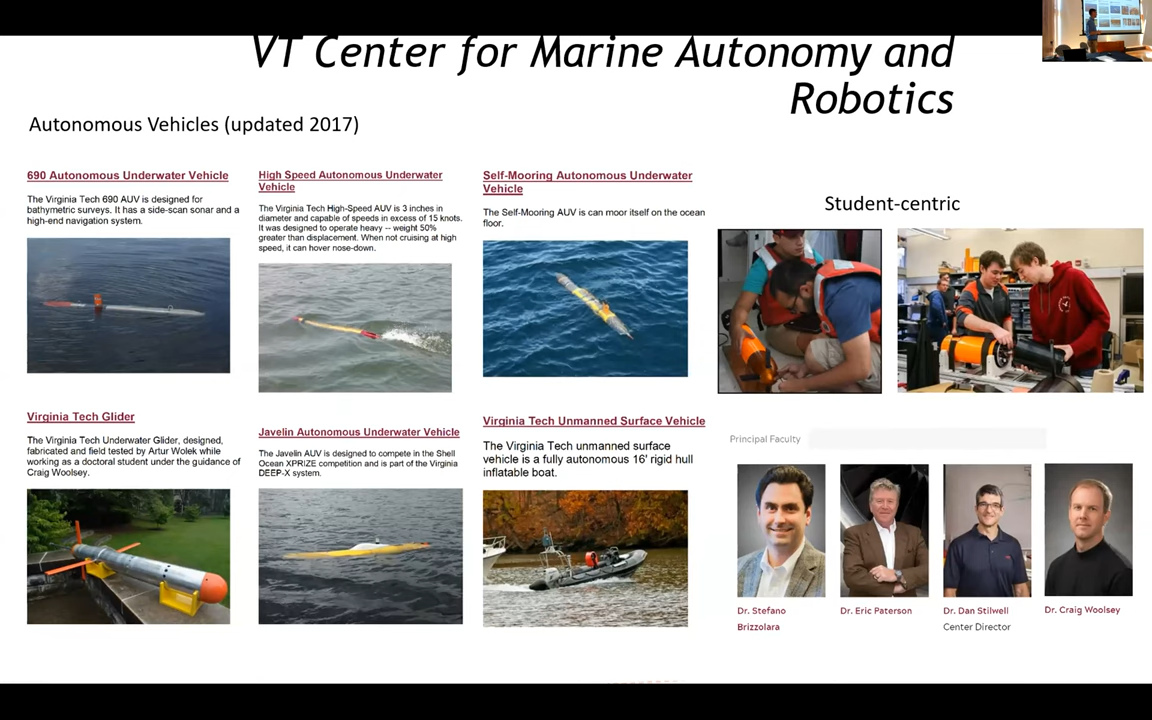 VT Center for Marine Autonomy and
Robotics
Autonomous Vehicles (updated 2017)
690 Autonomous Underwater Vehicle
The Virginia Tech 690 AUV is designed for
bathymetric surveys. It has a side-scan sonar and a
high-end navigation system.
High Speed Autonomous Underwater
Vehicle
The Virginia Tech High-Speed AUV is 3 inches in
diameter and capable of speeds in excess of 15 knots.
It was designed to operate heavy -- weight 50%
greater than displacement. When not cruising at high
speed, it can hover nose-down.
Self-Mooring Autonomous Underwater
Vehicle
The Self-Mooring AUV can moor itself on the ocean
floor.
Student-centric
Virginia Tech Glider
The Virginia Tech Underwater Glider, designed,
fabricated and field tested by Artur Wolek while
working as a doctoral student under the guidance of
Craig Woolsey.
Javelin Autonomous Underwater Vehicle
The Javelin AUV is designed to compete in the Shell
Ocean XPRIZE competition and is part of the Virginia
DEEP-X system.
Virginia Tech Unmanned Surface Vehicle
The Virginia Tech unmanned surface
vehicle is a fully autonomous 16' rigid hull
inflatable boat.
Principal Faculty
Dr. Stefano
Brizzolara
Dr. Eric Paterson
Dr. Dan Stilwell
Center Director
Dr. Craig Woolsey